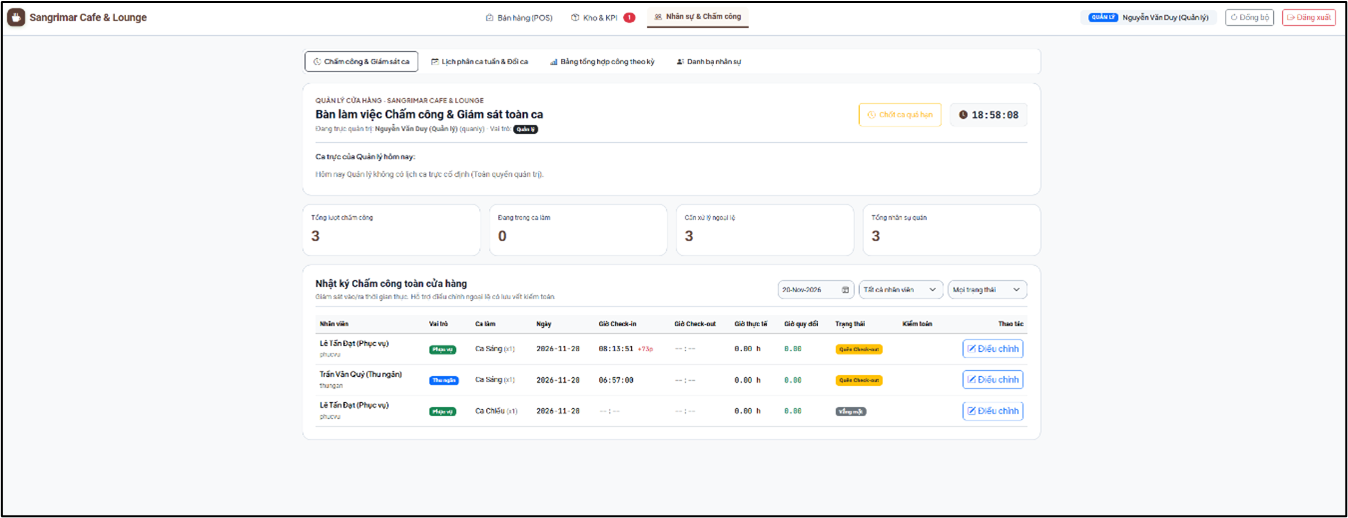 Sangrimar Cafe & Lounge
Bán hàng (POS) Kho & KPI 1 Nhân sự & Chấm công
QUẢN LÝ Nguyễn Văn Duy (Quản lý) Đồng bộ Đăng xuất
Chấm công & Giám sát ca Lịch phân ca tuần & Đổi ca Bảng tổng hợp công theo kỳ Danh bạ nhân sự
QUẢN LÝ CỬA HÀNG · SANGRIMAR CAFE & LOUNGE
Bàn làm việc Chấm công & Giám sát toàn ca
Đang trực quản trị: Nguyễn Văn Duy (Quản lý) (quanly) · Vai trò: Quản lý
Chốt ca quá hạn 18:58:08
Ca trực của Quản lý hôm nay:
Hôm nay Quản lý không có lịch ca trực cố định (Toàn quyền quản trị).
Tổng lượt chấm công Đang trong ca làm Cần xử lý ngoại lệ Tổng nhân sự quán
3 0 3 3
Nhật ký Chấm công toàn cửa hàng
Giám sát vào/ra thời gian thực. Hỗ trợ điều chỉnh ngoại lệ có lưu vết kiểm toán.
20-Nov-2026 Tất cả nhân viên Mọi trạng thái
Nhân viên Vai trò Ca làm Ngày Giờ Check-in Giờ Check-out Giờ thực tế Giờ quy đổi Trạng thái Kiểm toán Thao tác
Lê Tấn Đạt (Phục vụ) Phục vụ Ca Sáng (x1) 2026-11-20 08:13:51 +73p --:-- 0.00 h 0.00 Quên Check-out Điều chỉnh
phucvu
Trần Văn Quý (Thu ngân) Thu ngân Ca Sáng (x1) 2026-11-20 06:57:00 --:-- 0.00 h 0.00 Quên Check-out Điều chỉnh
thungan
Lê Tấn Đạt (Phục vụ) Phục vụ Ca Chiều (x1) 2026-11-20 --:-- --:-- 0.00 h 0.00 Vắng mặt Điều chỉnh
phucvu